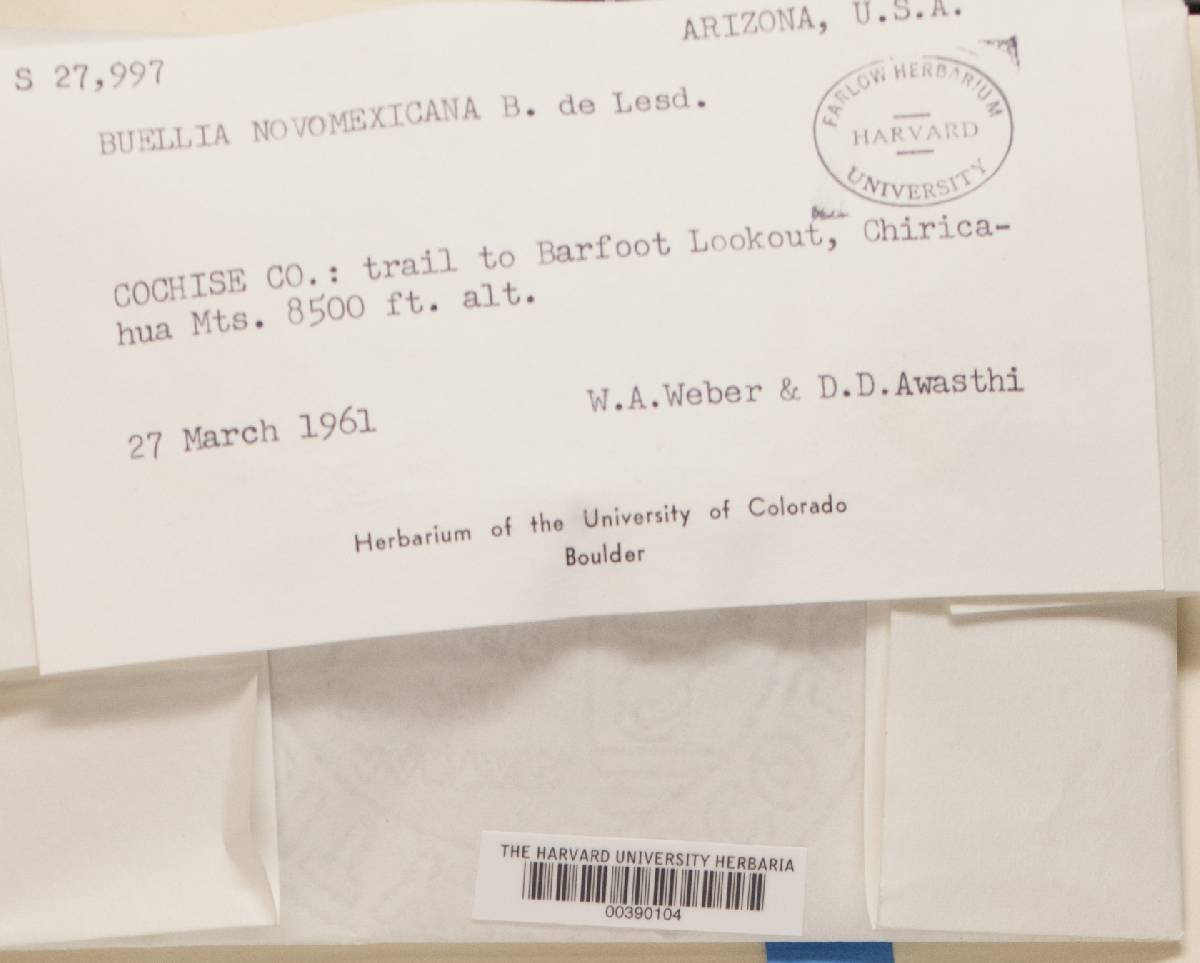 ARIZONA, U.S.A.
S 27,997
BUELLIA NOVOMEXICANA B. de Lesd.
FARLOW HERBARIUM
HARVARD
UNIVERSITY
COCHISE CO.: trail to Barfoot Lookout, Chirica-
hua Mts. 8500 ft. alt.
27 March 1961
W.A.Weber & D.D.Awasthi
Herbarium of the University of Colorado
Boulder
THE HARVARD UNIVERSITY HERBARIA
00390104